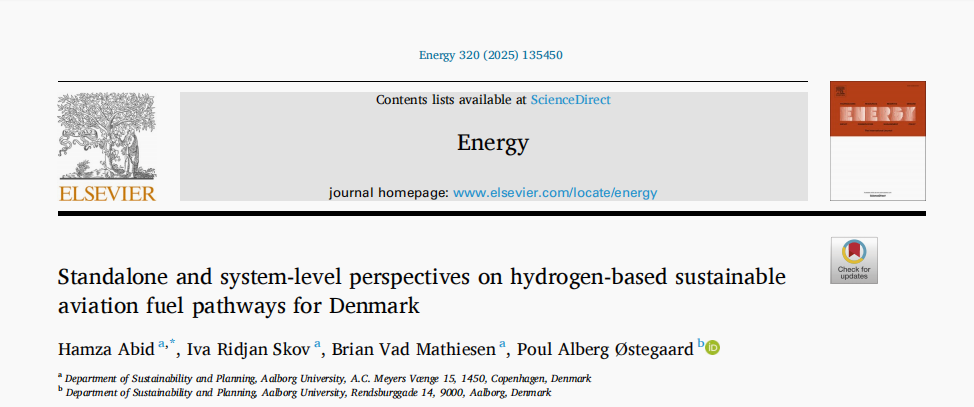 Energy 320 (2025) 135450
Contents lists available at ScienceDirect
Energy
journal homepage: www.elsevier.com/locate/energy
ELSEVIER
ENERGY
Check for
updates
Standalone and system-level perspectives on hydrogen-based sustainable
aviation fuel pathways for Denmark
Hamza Abid a,*, Iva Ridjan Skov a, Brian Vad Mathiesen a, Poul Alberg Østegaard b iD
a Department of Sustainability and Planning, Aalborg University, A.C. Meyers Vænge 15, 1450, Copenhagen, Denmark
b Department of Sustainability and Planning, Aalborg University, Rendsburggade 14, 9000, Aalborg, Denmark